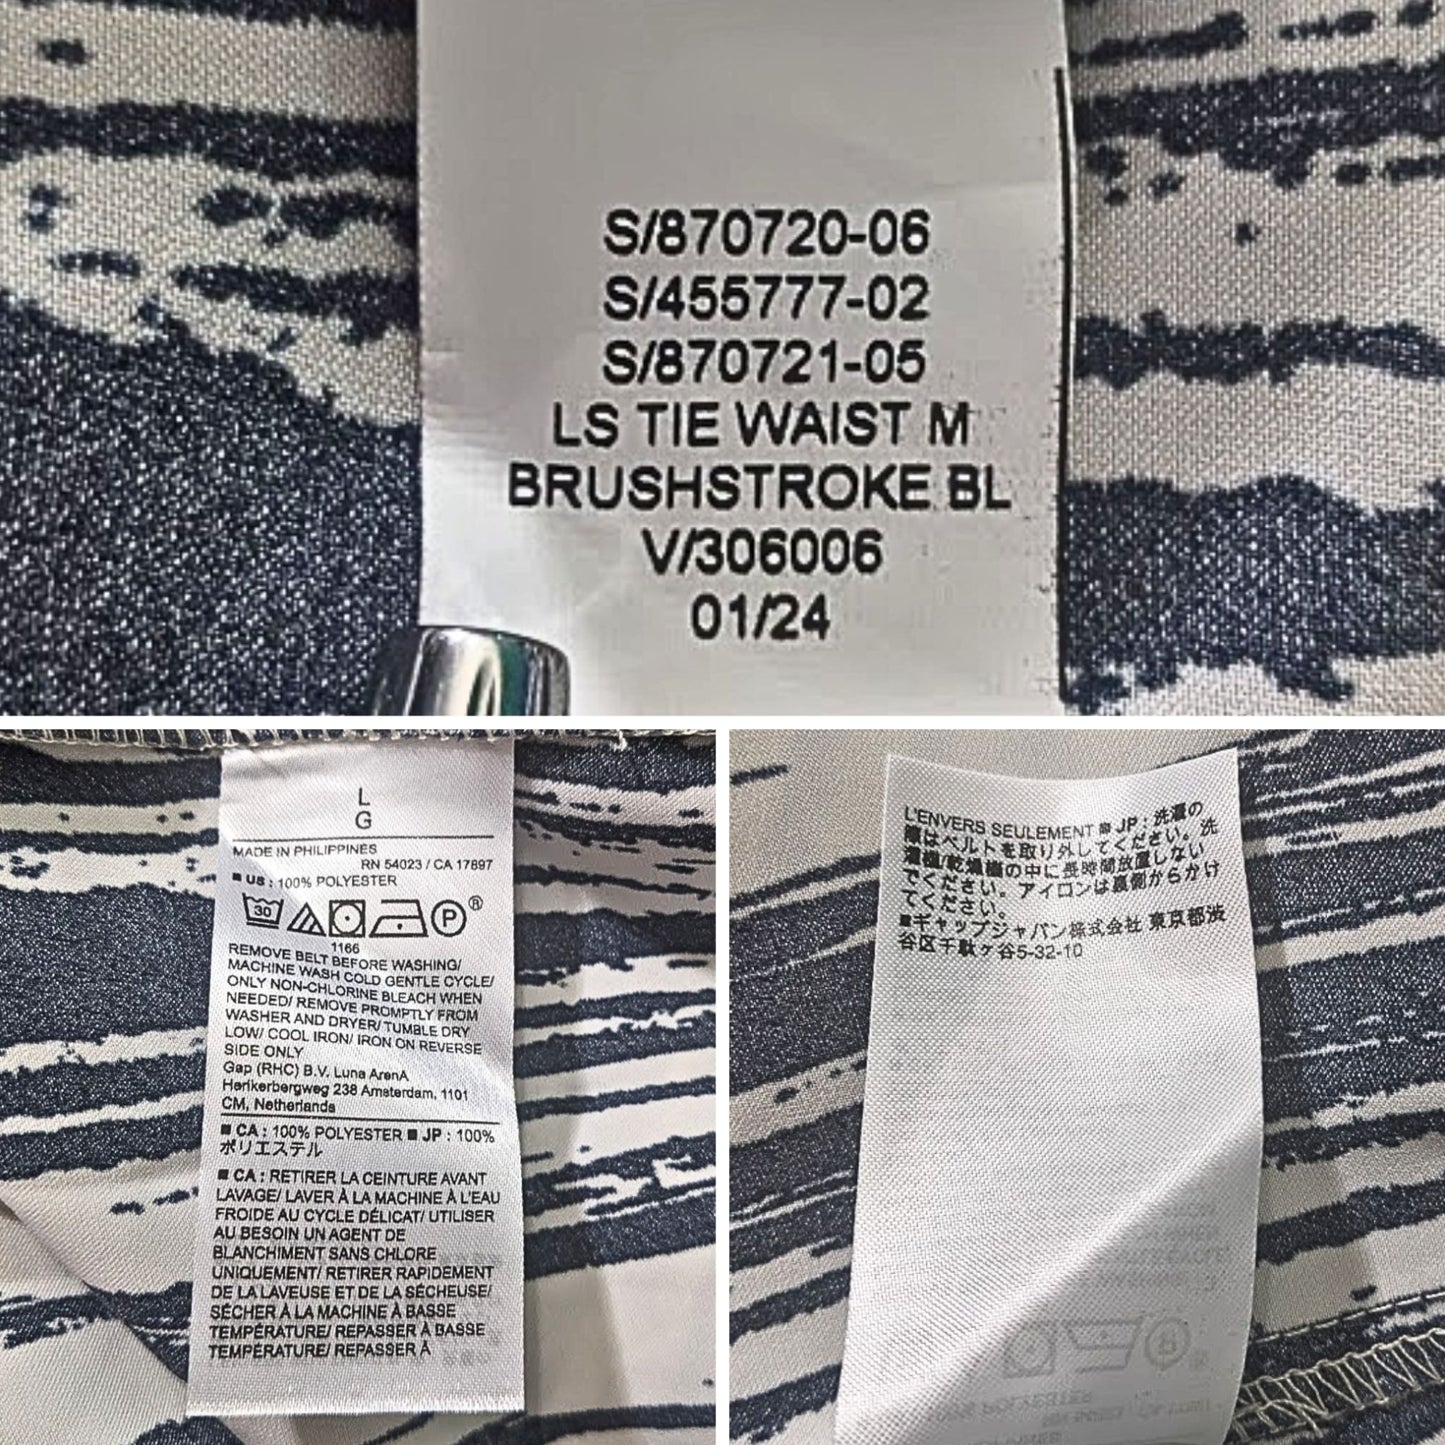 S/870720-06
S/455777-02
S/870721-05
LS TIE WAIST M
BRUSHSTROKE BL
V/306006
01/24
L
G
MADE IN PHILIPPINES
RN 54023 / CA 17897
■ US : 100% POLYESTER
30
P®
1166
REMOVE BELT BEFORE WASHING/
MACHINE WASH COLD GENTLE CYCLE/
ONLY NON-CHLORINE BLEACH WHEN
NEEDED/ REMOVE PROMPTLY FROM
WASHER AND DRYER/ TUMBLE DRY
LOW/ COOL IRON/ IRON ON REVERSE
SIDE ONLY
Gap (RHC) B.V. Luna ArenA
Herikerbergweg 238 Amsterdam, 1101
CM, Netherlands
■ CA : 100% POLYESTER ■ JP : 100%
ポリエステル
■ CA : RETIRER LA CEINTURE AVANT
LAVAGE/ LAVER À LA MACHINE À L'EAU
FROIDE AU CYCLE DÉLICAT/ UTILISER
AU BESOIN UN AGENT DE
BLANCHIMENT SANS CHLORE
UNIQUEMENT/ RETIRER RAPIDEMENT
DE LA LAVEUSE ET DE LA SÉCHEUSE/
SÉCHER À LA MACHINE À BASSE
TEMPÉRATURE/ REPASSER À BASSE
TEMPÉRATURE/ REPASSER À
L'ENVERS SEULEMENT ■ JP : 洗濯の
際はベルトを取り外してください。洗
濯機/乾燥機の中に長時間放置しない
でください。アイロンは裏側からかけ
てください。
■ギャップジャパン株式会社 東京都渋
谷区千駄ヶ谷5-32-10